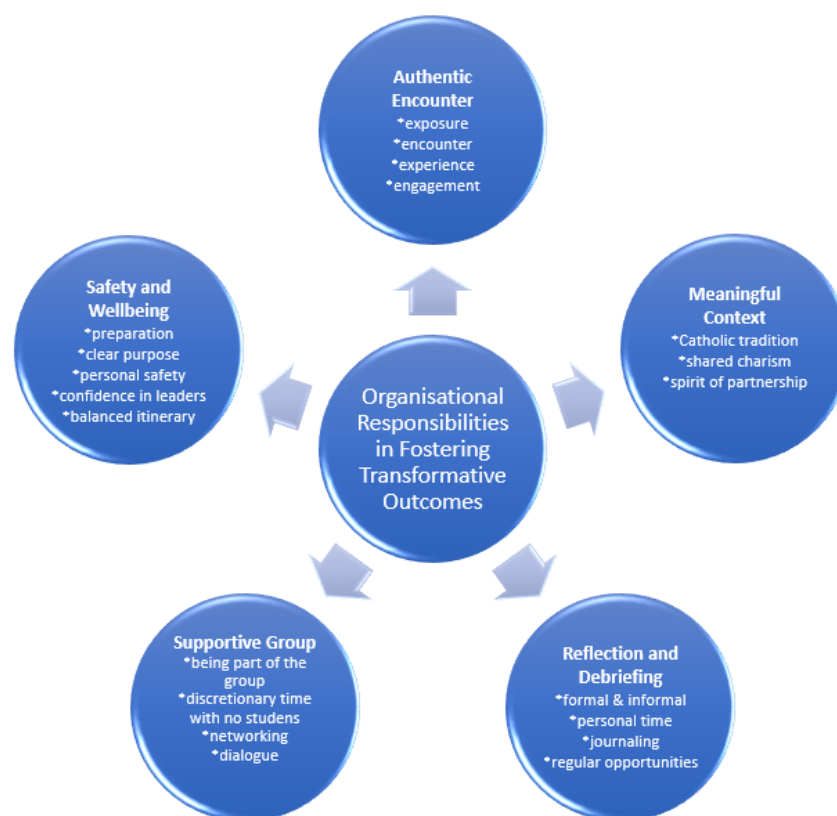 Authentic
Encounter
*exposure
*encounter
*experience
*engagement
Safety and
Wellbeing
*preparation
*clear purpose
*personal safety
*confidence in leaders
*balanced itinerary
Meaningful
Context
*Catholic tradition
*shared charism
*spirit of partnership
Organisational
Responsibilities
in Fostering
Transformative
Outcomes
Supportive Group
*being part of the
group
*discretionary time
with no studens
*networking
*dialogue
Reflection and
Debriefing
*formal & informal
*personal time
*journaling
*regular opportunities